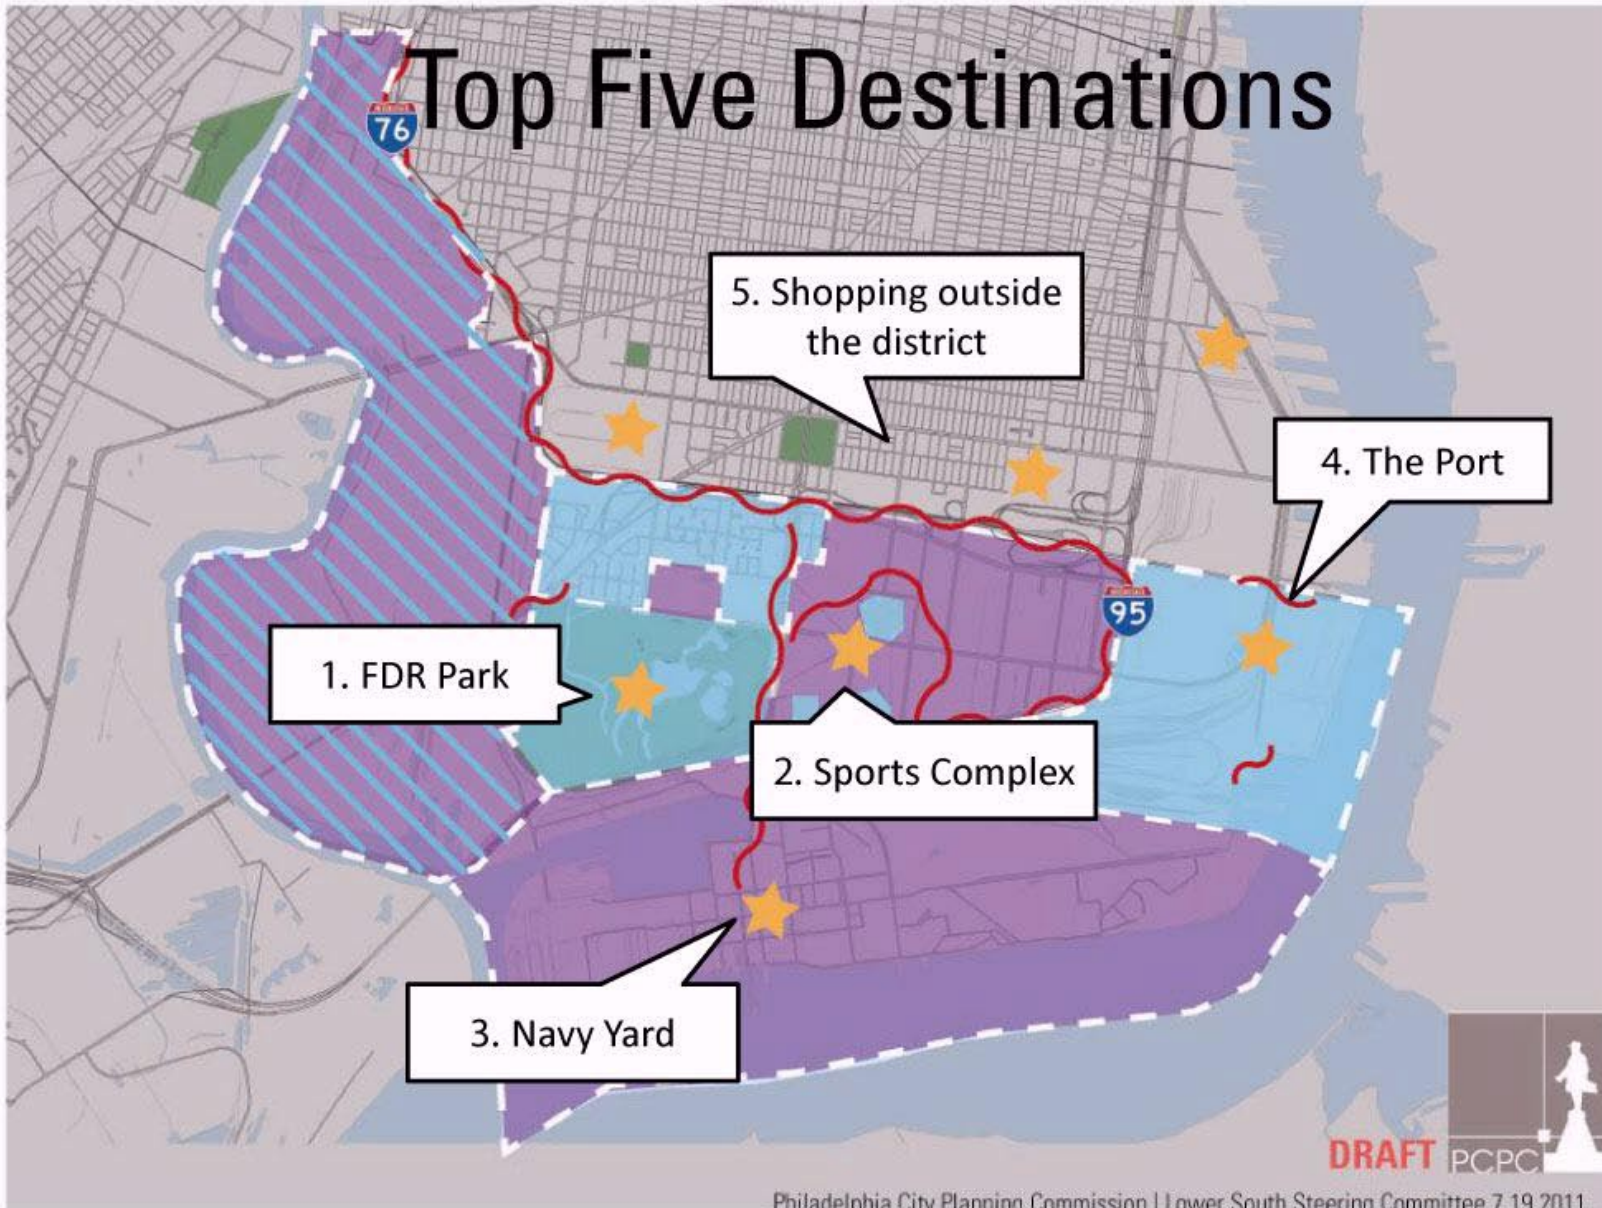 Top Five Destinations
76
5. Shopping outside
the district
4. The Port
95
1. FDR Park
2. Sports Complex
3. Navy Yard
DRAFT
PCPC
Philadelphia City Planning Commission | Lower South Steering Committee 7.19.2011